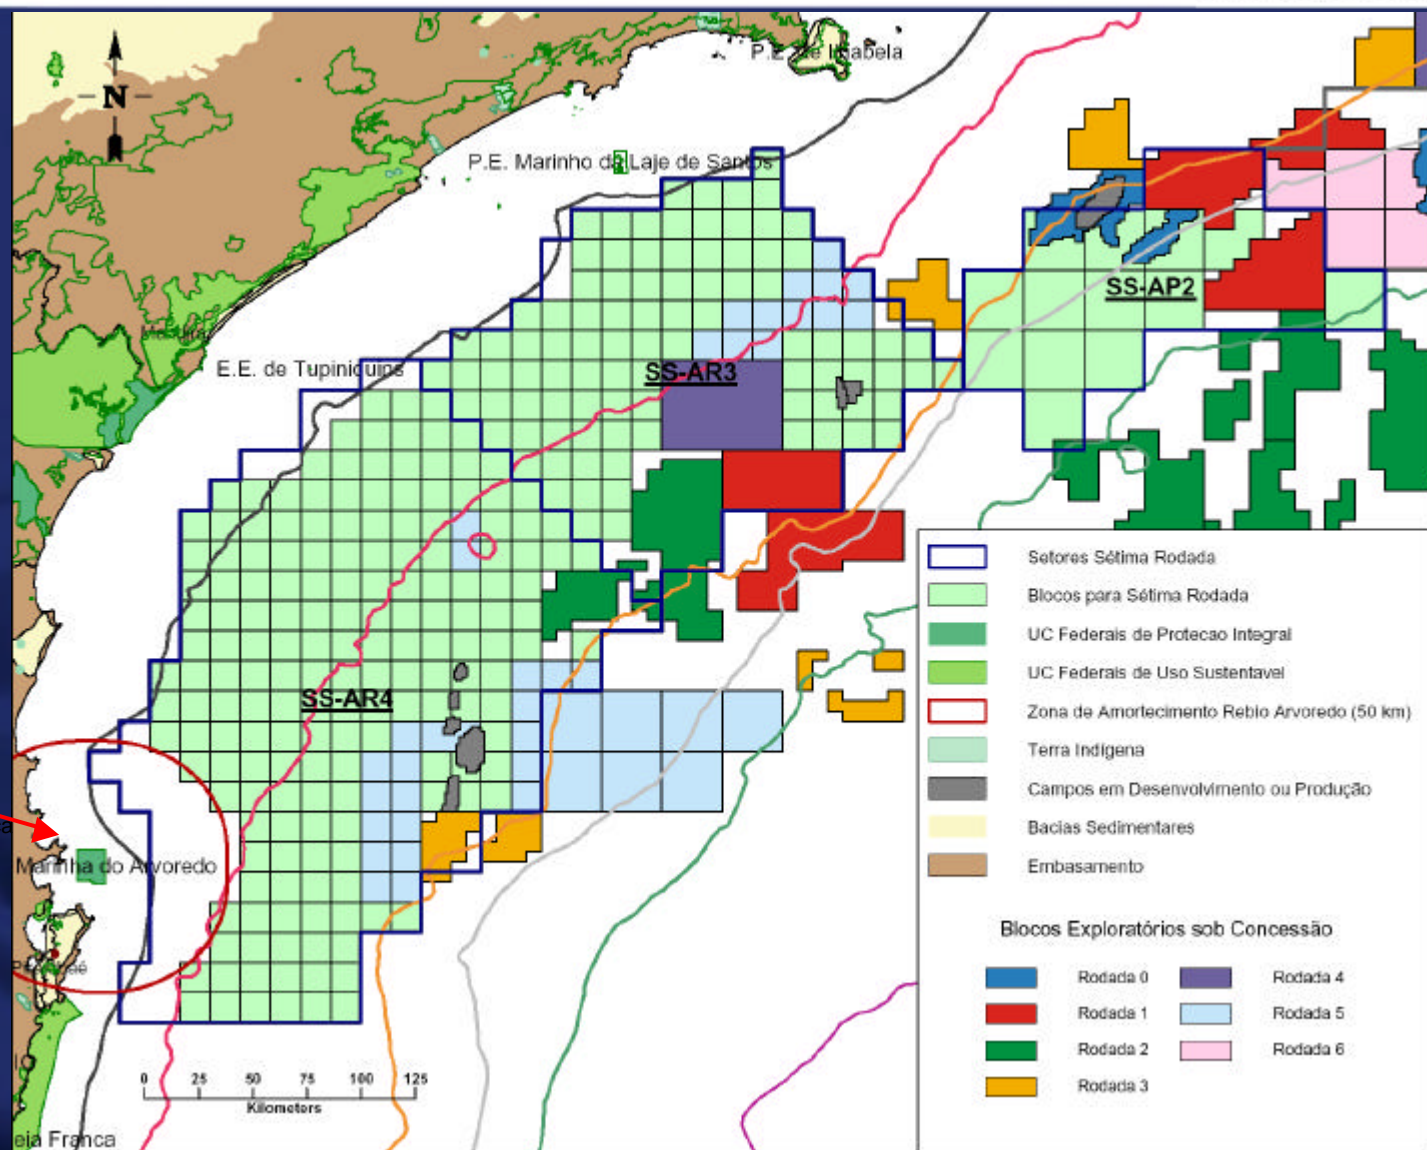 N
P.E. de Ilhabela
P.E. Marinho da Laje de Santos
SS-AP2
E.E. de Tupiniquins
SS-AR3
SS-AR4
Marinha do Arvoredo
eia Franca
0 25 50 75 100 125
Kilometers
Setores Sétima Rodada
Blocos para Sétima Rodada
UC Federais de Protecao Integral
UC Federais de Uso Sustentavel
Zona de Amortecimento Rebio Arvoredo (50 km)
Terra Indígena
Campos em Desenvolvimento ou Produção
Bacias Sedimentares
Embasamento
Blocos Exploratórios sob Concessão
Rodada 0
Rodada 4
Rodada 1
Rodada 5
Rodada 2
Rodada 6
Rodada 3